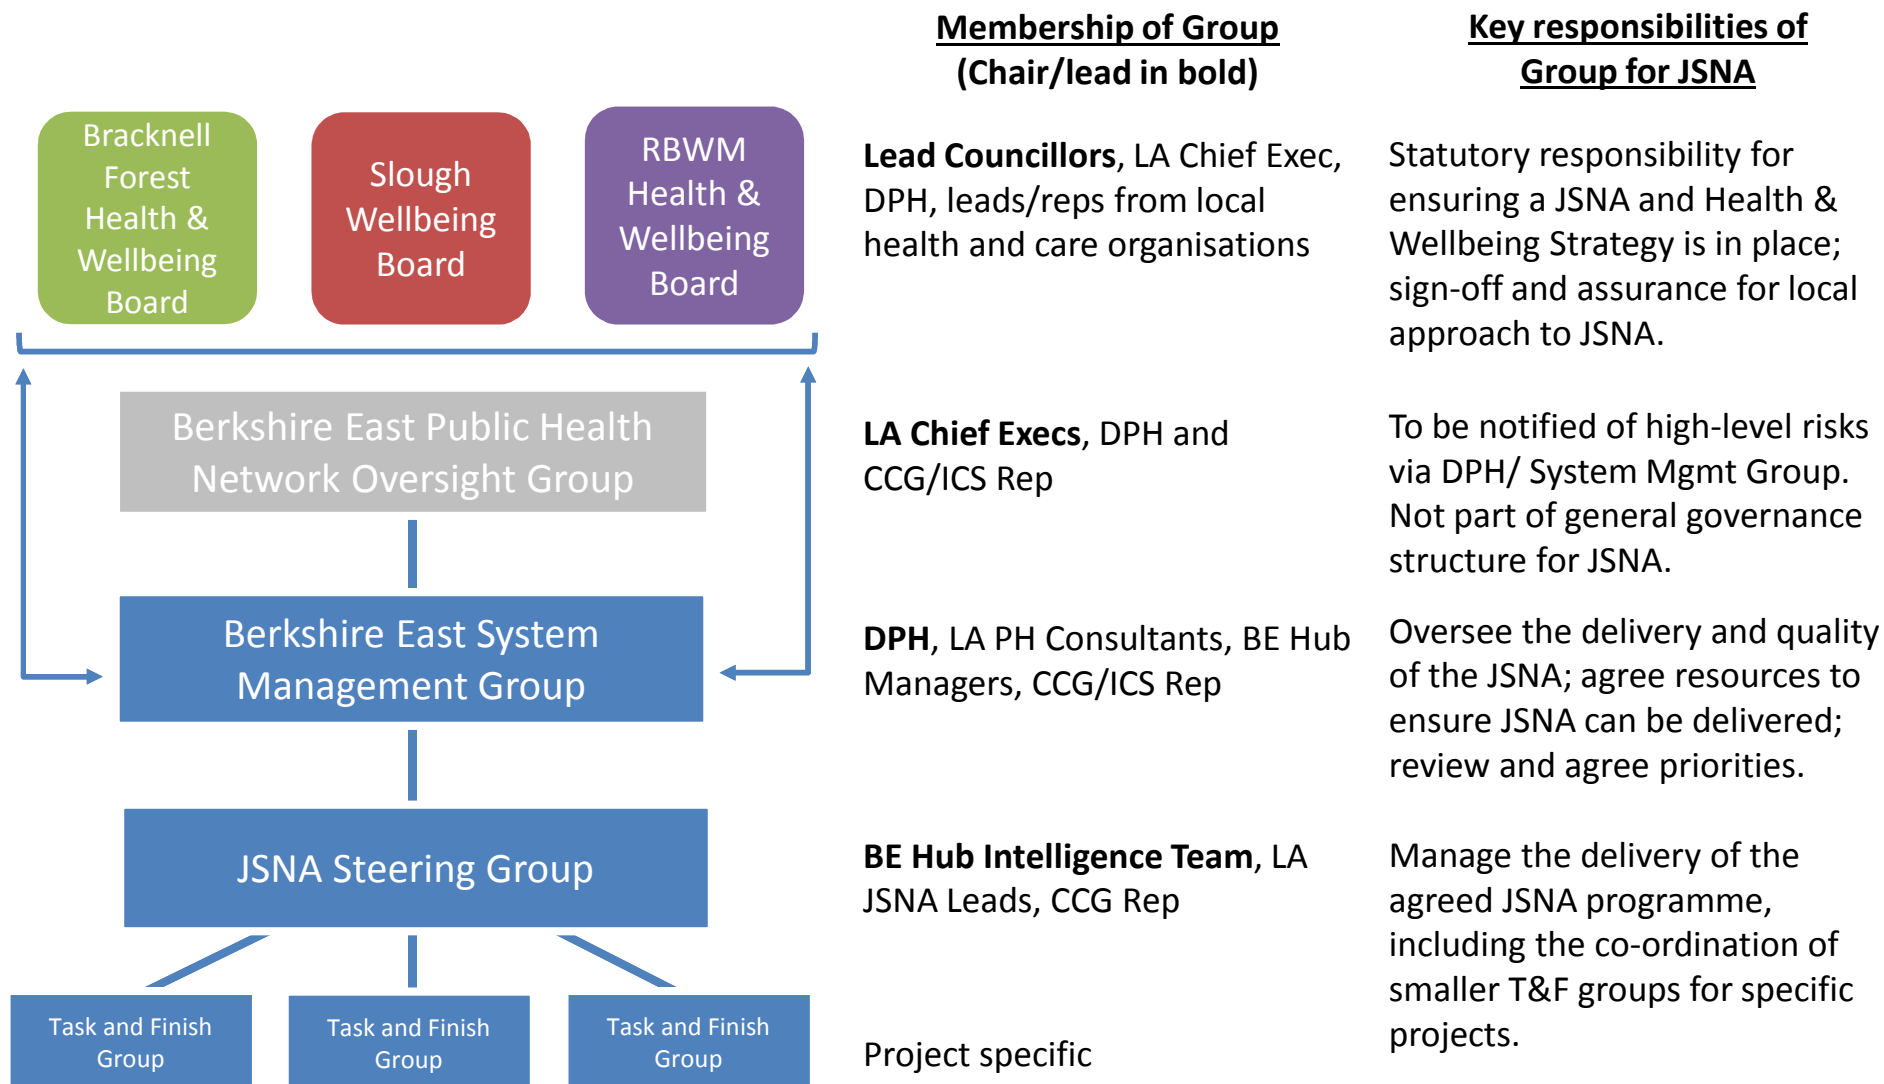 Membership of Group
(Chair/lead in bold)
Key responsibilities of
Group for JSNA
Bracknell
Forest
Health &
Wellbeing
Board
Slough
Wellbeing
Board
RBWM
Health &
Wellbeing
Board
Lead Councillors, LA Chief Exec,
DPH, leads/reps from local
health and care organisations
Statutory responsibility for
ensuring a JSNA and Health &
Wellbeing Strategy is in place;
sign-off and assurance for local
approach to JSNA.
Berkshire East Public Health
Network Oversight Group
LA Chief Execs, DPH and
CCG/ICS Rep
To be notified of high-level risks
via DPH/ System Mgmt Group.
Not part of general governance
structure for JSNA.
Berkshire East System
Management Group
DPH, LA PH Consultants, BE Hub
Managers, CCG/ICS Rep
Oversee the delivery and quality
of the JSNA; agree resources to
ensure JSNA can be delivered;
review and agree priorities.
JSNA Steering Group
BE Hub Intelligence Team, LA
JSNA Leads, CCG Rep
Manage the delivery of the
agreed JSNA programme,
including the co-ordination of
smaller T&F groups for specific
projects.
Task and Finish
Group
Task and Finish
Group
Task and Finish
Group
Project specific